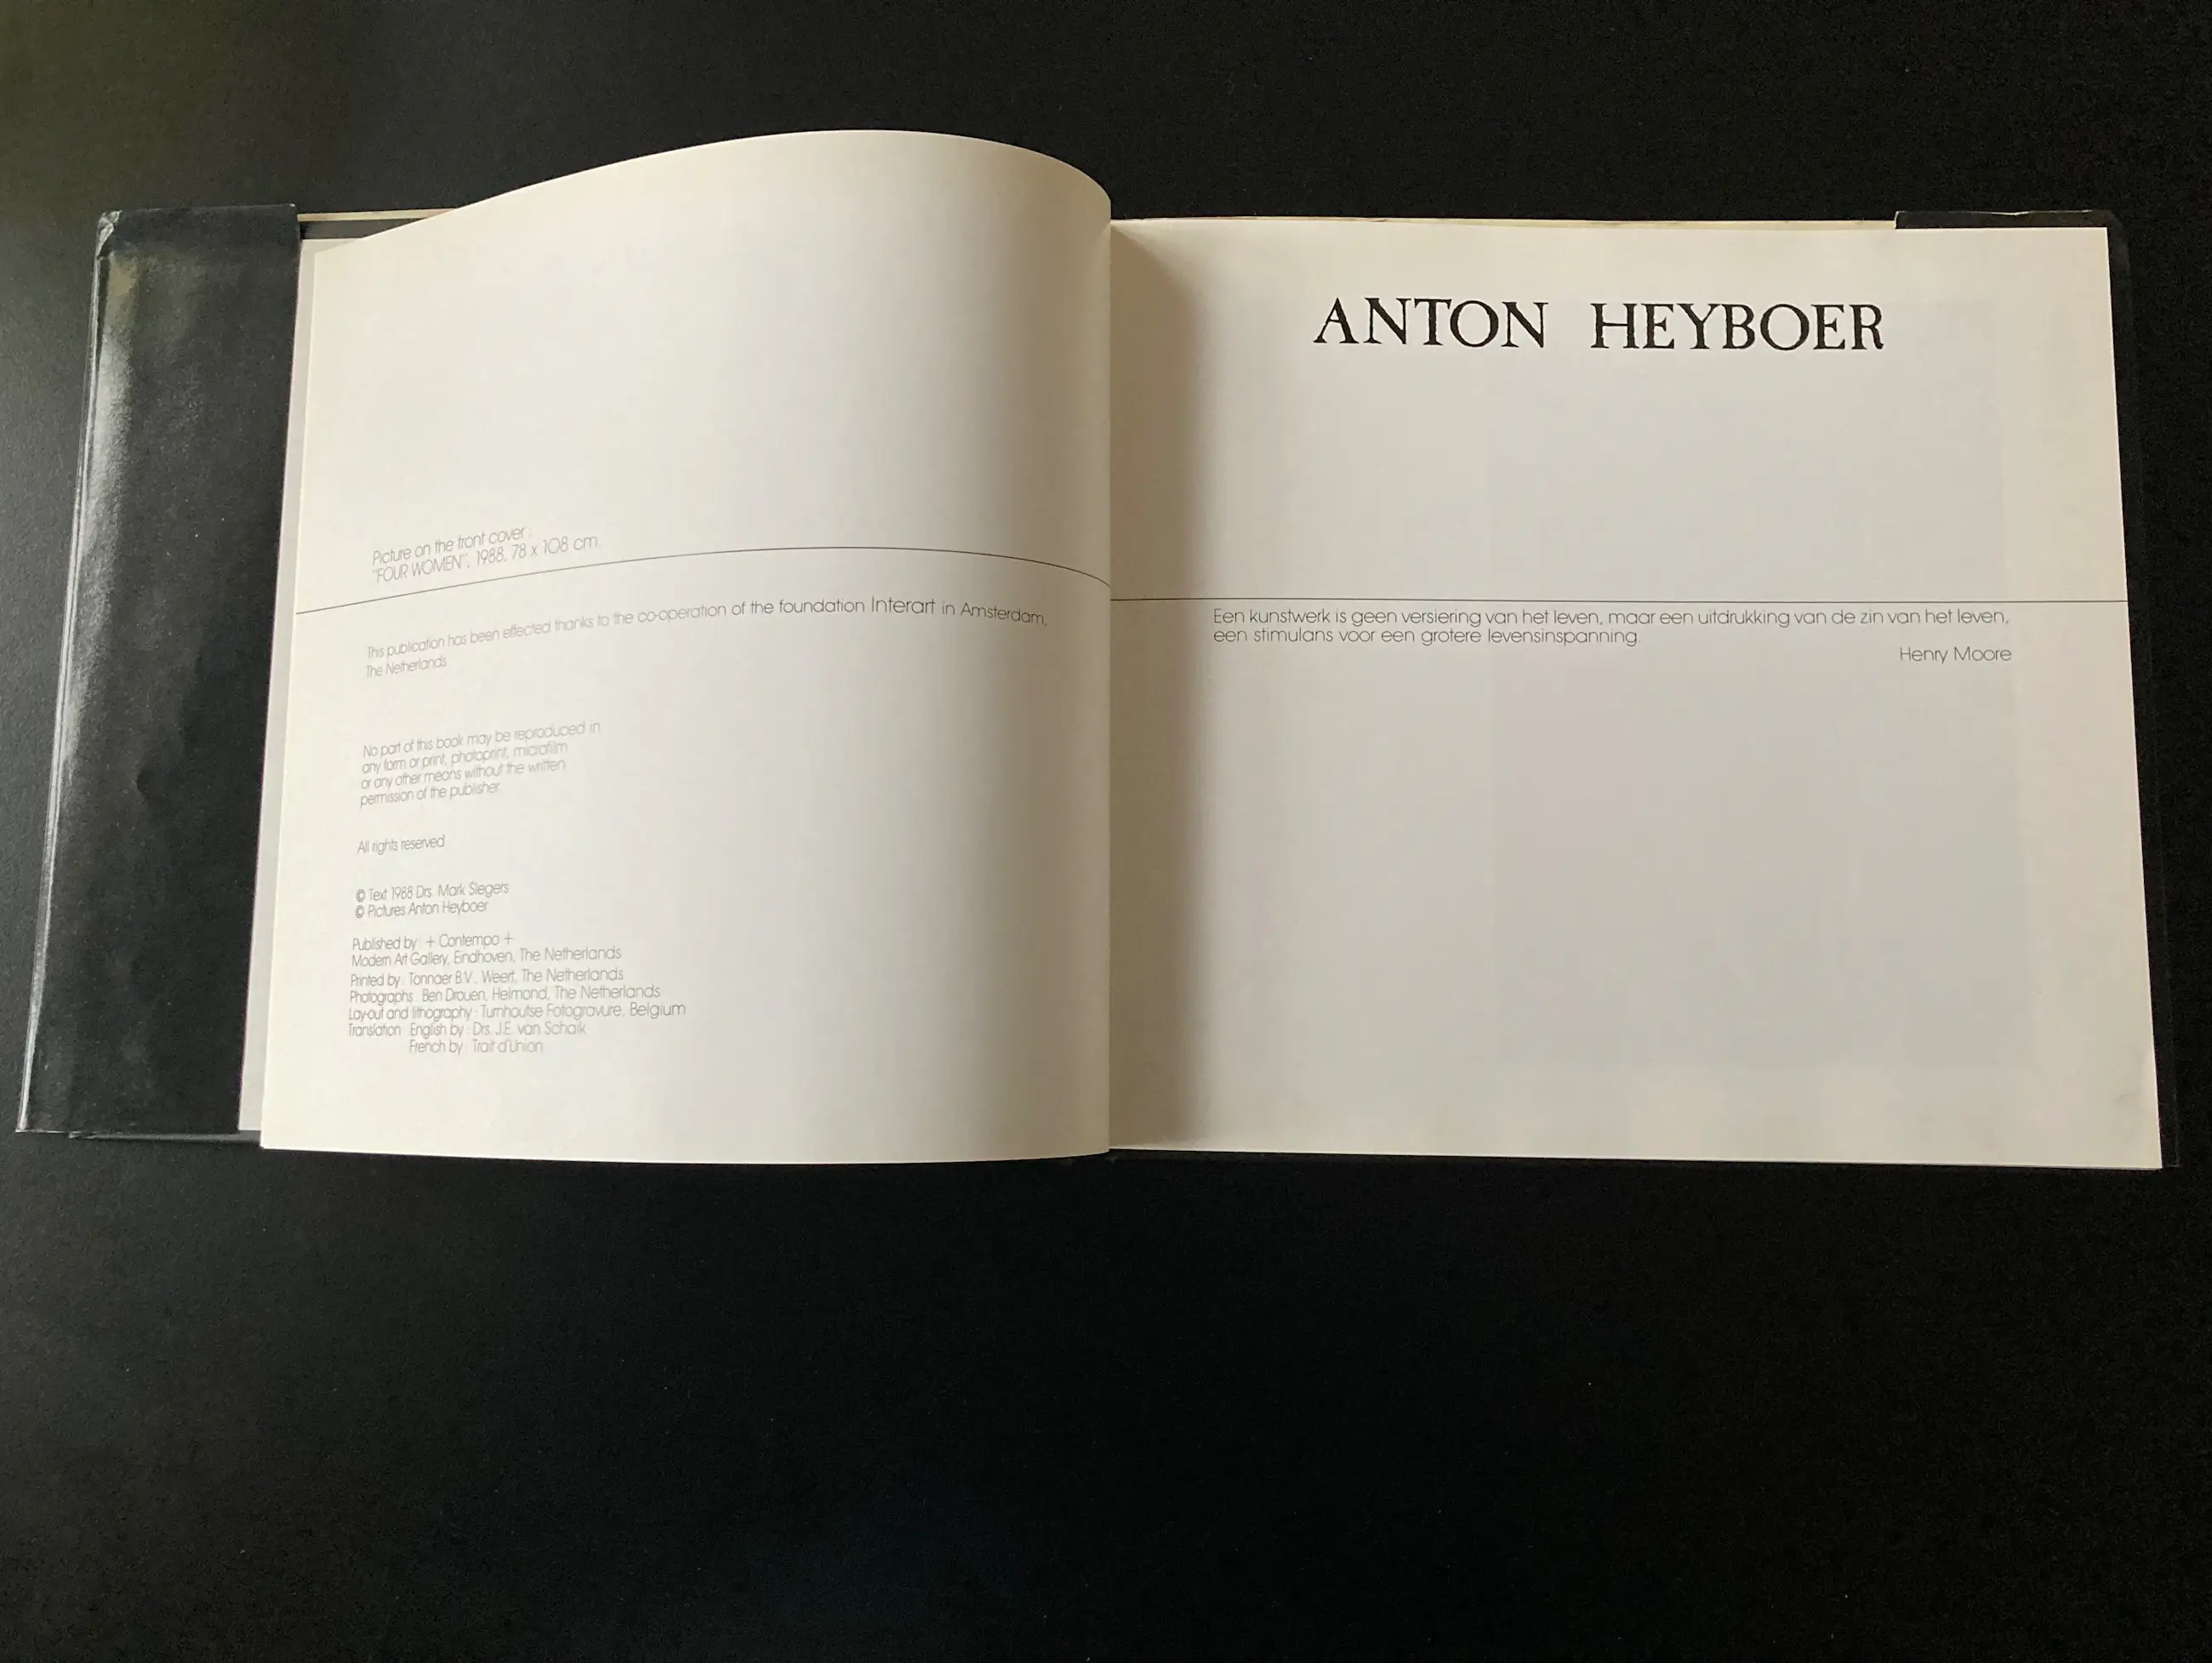 Picture on the front cover :
"FOUR WOMEN", 1988, 78 x 108 cm.
This publication has been effected thanks to the co-operation of the foundation Interart in Amsterdam,
The Netherlands
No part of this book may be reproduced in
any form or print, photoprint, microfilm
or any other means without the written
permission of the publisher.
All rights reserved
© Text 1988 Drs. Mark Slegers
© Pictures Anton Heyboer
Published by : + Contempo +
Modern Art Gallery, Eindhoven, The Netherlands
Printed by : Tonnaer B.V., Weert, The Netherlands
Photographs : Ben Drouen, Helmond, The Netherlands
Lay-out and lithography : Turnhoutse Fotogravure, Belgium
Translation English by : Drs. J.E. van Schaik
French by : Trait d'Union
ANTON HEYBOER
Een kunstwerk is geen versiering van het leven, maar een uitdrukking van de zin van het leven,
een stimulans voor een grotere levensinspanning.
Henry Moore